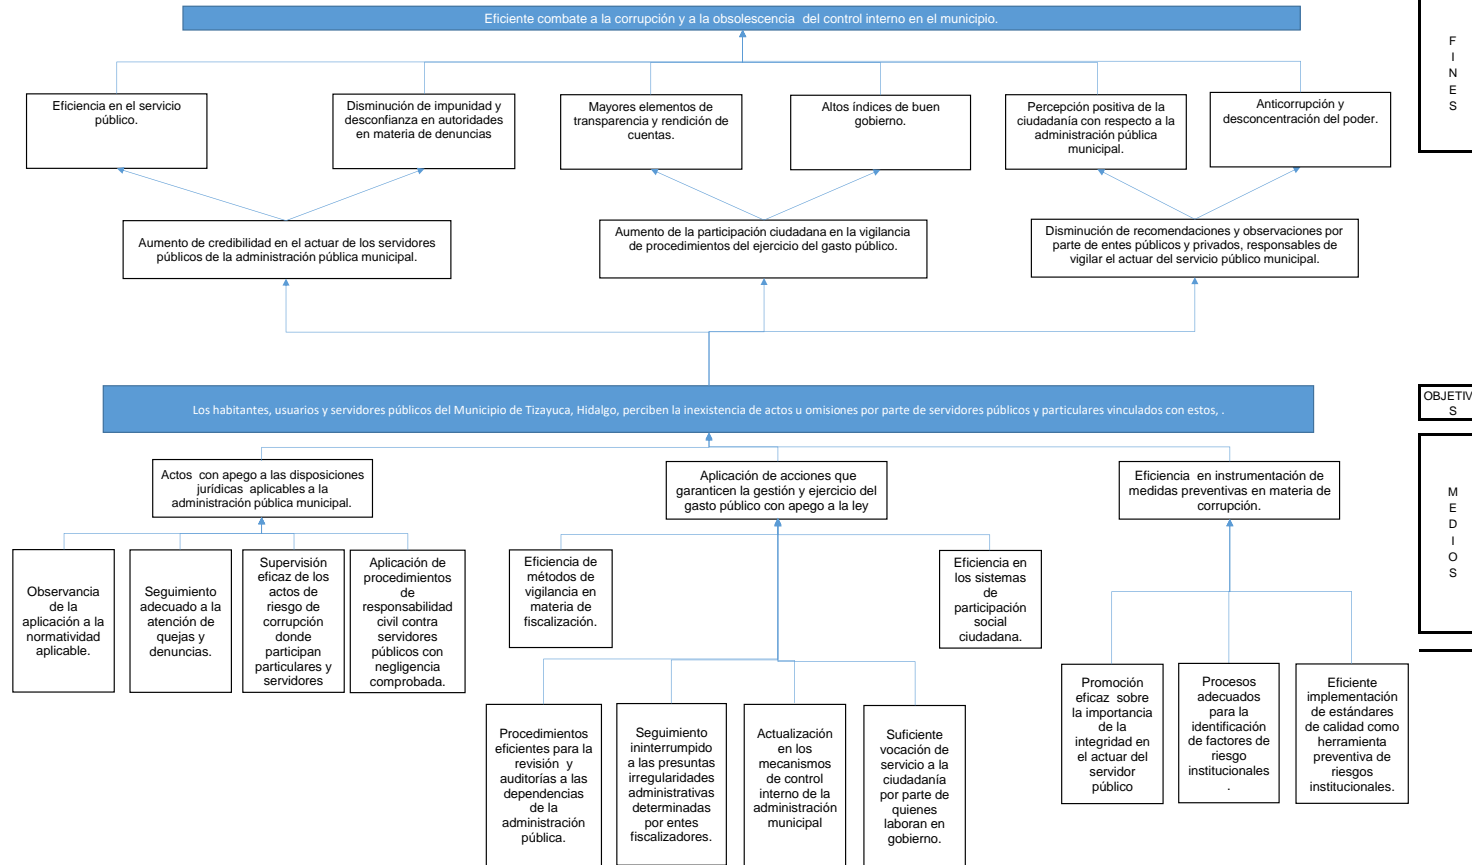 Eficiente combate a la corrupción y a la obsolescencia del control interno en el municipio.
F
I
N
E
S
Eficiencia en el servicio
público.
Disminución de impunidad y
desconfianza en autoridades
en materia de denuncias
Mayores elementos de
transparencia y rendición de
cuentas.
Altos índices de buen
gobierno.
Percepción positiva de la
ciudadanía con respecto a la
administración pública
municipal.
Anticorrupción y
desconcentración del poder.
Aumento de credibilidad en el actuar de los servidores
públicos de la administración pública municipal.
Aumento de la participación ciudadana en la vigilancia
de procedimientos del ejercicio del gasto público.
Disminución de recomendaciones y observaciones por
parte de entes públicos y privados, responsables de
vigilar el actuar del servicio público municipal.
Los habitantes, usuarios y servidores públicos del Municipio de Tizayuca, Hidalgo, perciben la inexistencia de actos u omisiones por parte de servidores públicos y particulares vinculados con estos, .
OBJETIV
S
Actos con apego a las disposiciones
jurídicas aplicables a la
administración pública municipal.
Aplicación de acciones que
garanticen la gestión y ejercicio del
gasto público con apego a la ley
Eficiencia en instrumentación de
medidas preventivas en materia de
corrupción.
M
E
D
I
O
S
Observancia
de la
aplicación a la
normatividad
aplicable.
Seguimiento
adecuado a la
atención de
quejas y
denuncias.
Supervisión
eficaz de los
actos de
riesgo de
corrupción
donde
participan
particulares y
servidores
Aplicación de
procedimientos
de
responsabilidad
civil contra
servidores
públicos con
negligencia
comprobada.
Eficiencia de
métodos de
vigilancia en
materia de
fiscalización.
Eficiencia en
los sistemas
de
participación
social
ciudadana.
Procedimientos
eficientes para la
revisión y
auditorías a las
dependencias
de la
administración
pública.
Seguimiento
ininterrumpido
a las presuntas
irregularidades
administrativas
determinadas
por entes
fiscalizadores.
Actualización
en los
mecanismos
de control
interno de la
administración
municipal
Suficiente
vocación de
servicio a la
ciudadanía
por parte de
quienes
laboran en
gobierno.
Promoción
eficaz sobre
la importancia
de la
integridad en
el actuar del
servidor
público
Procesos
adecuados
para la
identificación
de factores de
riesgo
institucionales
.
Eficiente
implementación
de estándares
de calidad como
herramienta
preventiva de
riesgos
institucionales.